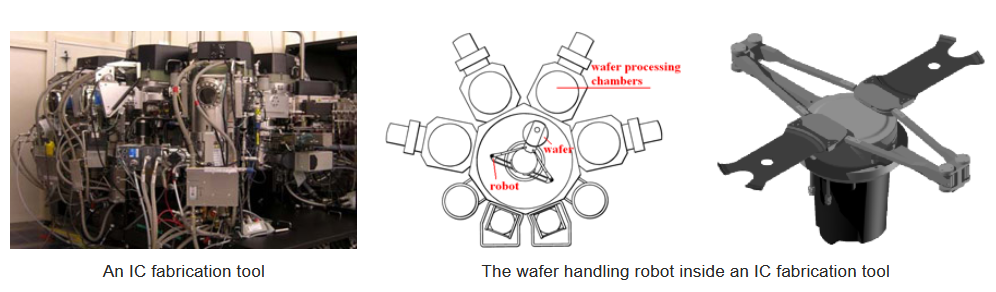 wafer processing
chambers
wafer
robot
An IC fabrication tool
The wafer handling robot inside an IC fabrication tool